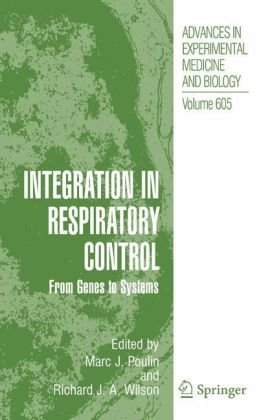 ADVANCES IN
EXPERIMENTAL
MEDICINE
AND BIOLOGY
Volume 605
INTEGRATION IN
RESPIRATORY
CONTROL
From Genes to Systems
Edited by
Marc J. Poulin
and
Richard J. A. Wilson
Springer